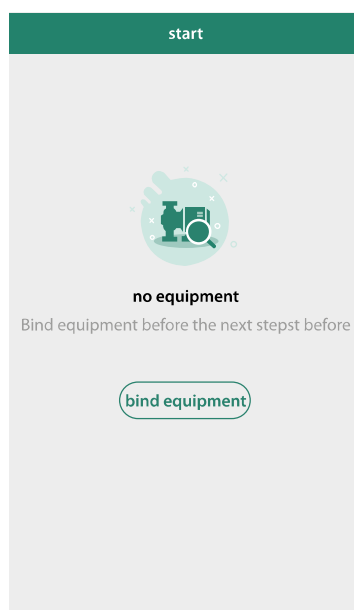 start
no equipment
Bind equipment before the next stepst before
bind equipment